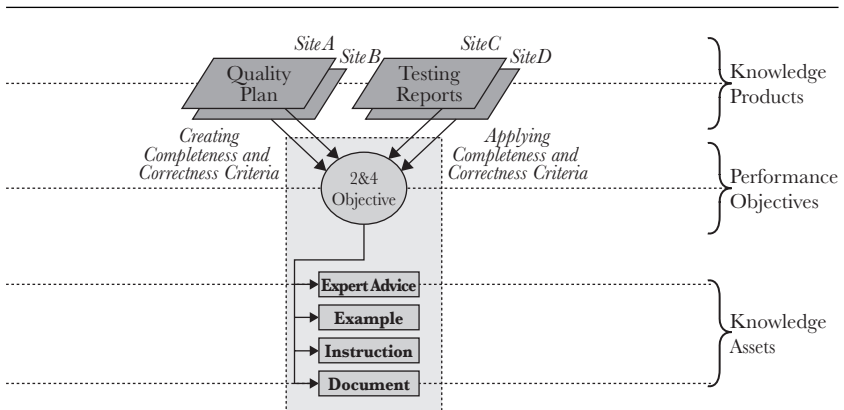 Site A
Site B
Site C
Site D
Quality
Plan
Testing
Reports
Knowledge
Products
Creating
Completeness and
Correctness Criteria
Applying
Completeness and
Correctness Criteria
2&4
Objective
Performance
Objectives
Expert Advice
Example
Instruction
Document
Knowledge
Assets